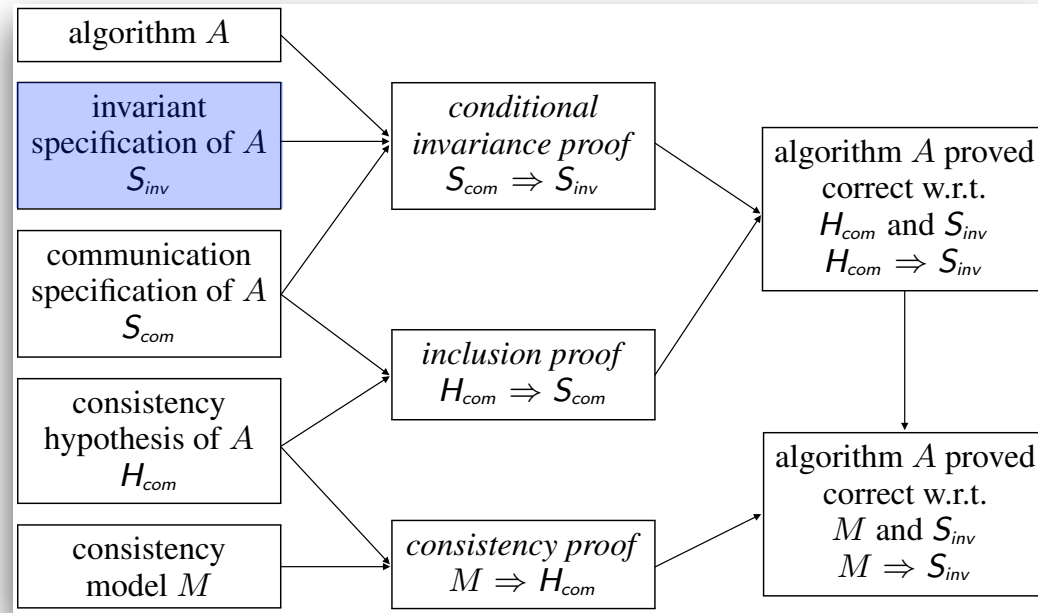 algorithm A
invariant
specification of A
S_inv
communication
specification of A
S_com
consistency
hypothesis of A
H_com
consistency
model M
conditional
invariance proof
S_com ⇒ S_inv
inclusion proof
H_com ⇒ S_com
consistency proof
M ⇒ H_com
algorithm A proved
correct w.r.t.
H_com and S_inv
H_com ⇒ S_inv
algorithm A proved
correct w.r.t.
M and S_inv
M ⇒ S_inv